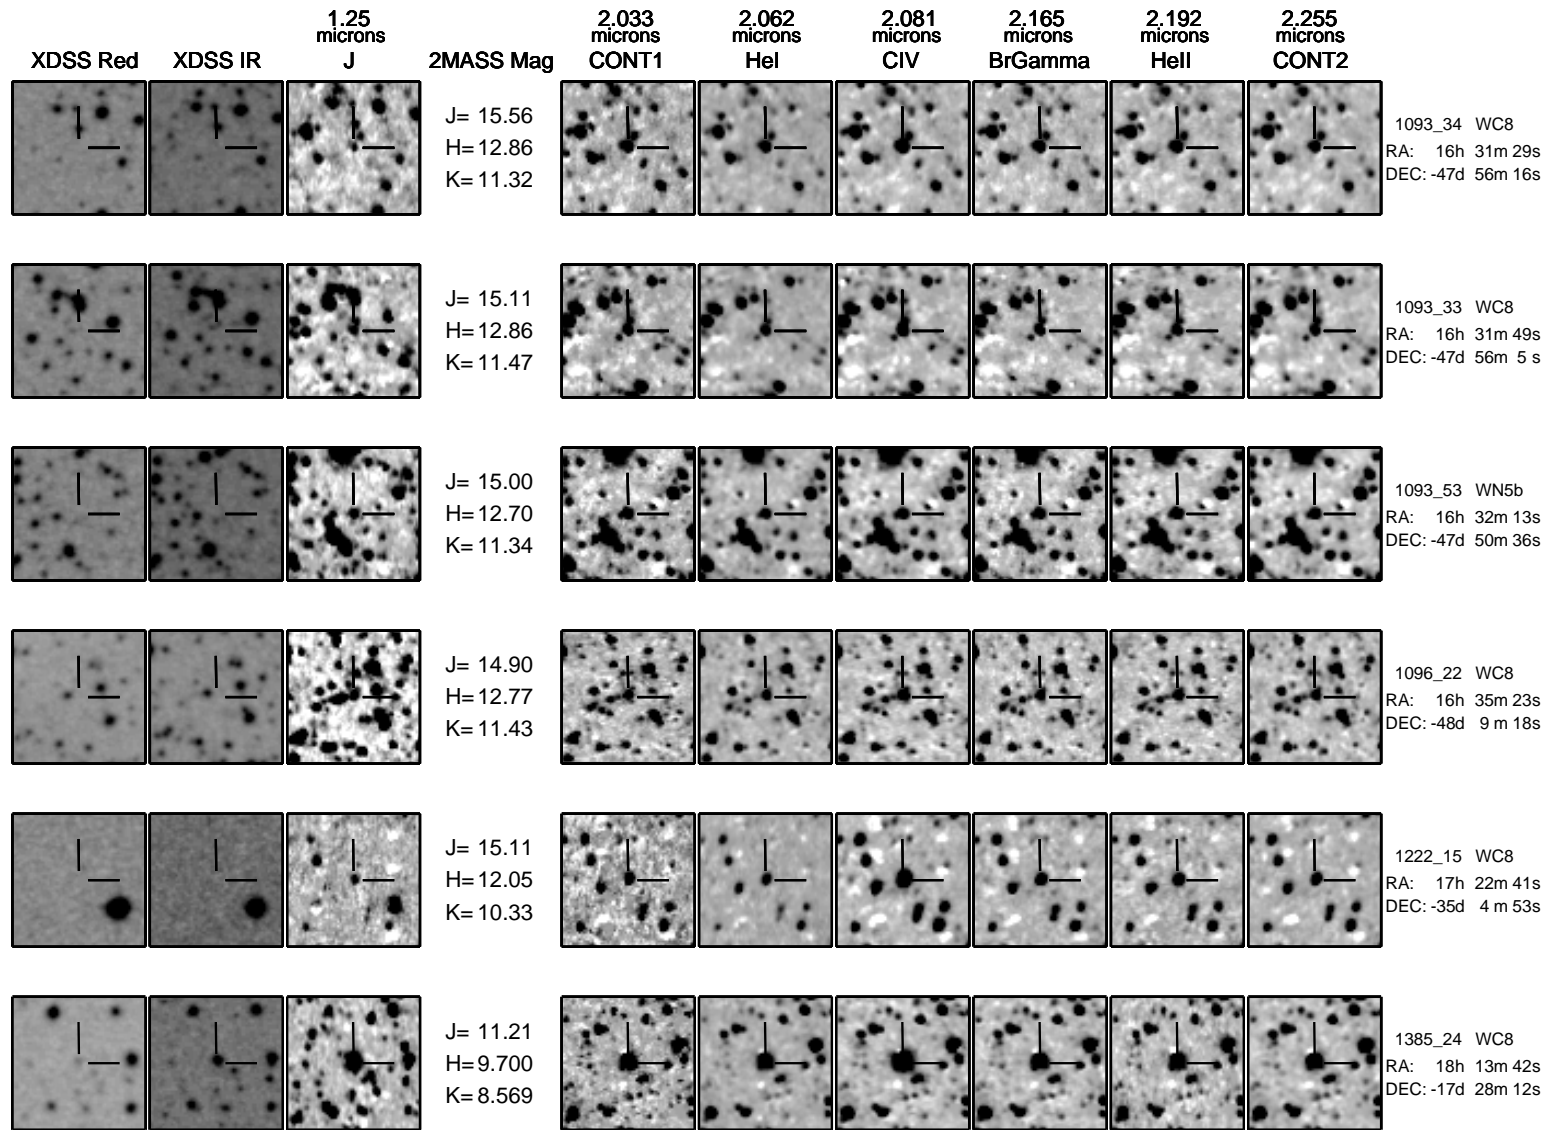 1.25 2.033 2.062 2.081 2.165 2.192 2.255
microns microns microns microns microns microns microns
XDSS Red XDSS IR J 2MASS Mag CONT1 HeI CIV BrGamma HeII CONT2
J= 15.56
H= 12.86
K= 11.32
1093_34 WC8
RA: 16h 31m 29s
DEC: -47d 56m 16s
J= 15.11
H= 12.86
K= 11.47
1093_33 WC8
RA: 16h 31m 49s
DEC: -47d 56m 5 s
J= 15.00
H= 12.70
K= 11.34
1093_53 WN5b
RA: 16h 32m 13s
DEC: -47d 50m 36s
J= 14.90
H= 12.77
K= 11.43
1096_22 WC8
RA: 16h 35m 23s
DEC: -48d 9 m 18s
J= 15.11
H= 12.05
K= 10.33
1222_15 WC8
RA: 17h 22m 41s
DEC: -35d 4 m 53s
J= 11.21
H= 9.700
K= 8.569
1385_24 WC8
RA: 18h 13m 42s
DEC: -17d 28m 12s